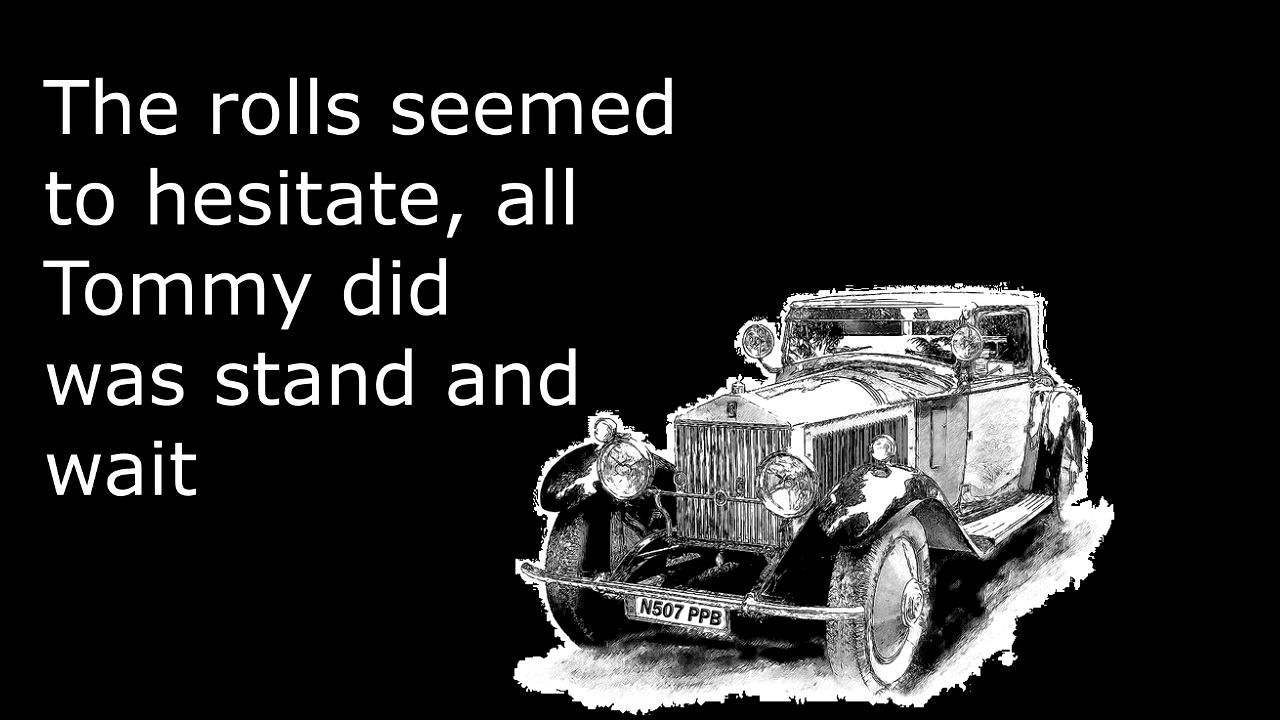 The rolls seemed
to hesitate, all
Tommy did
was stand and
wait
N507 PPB